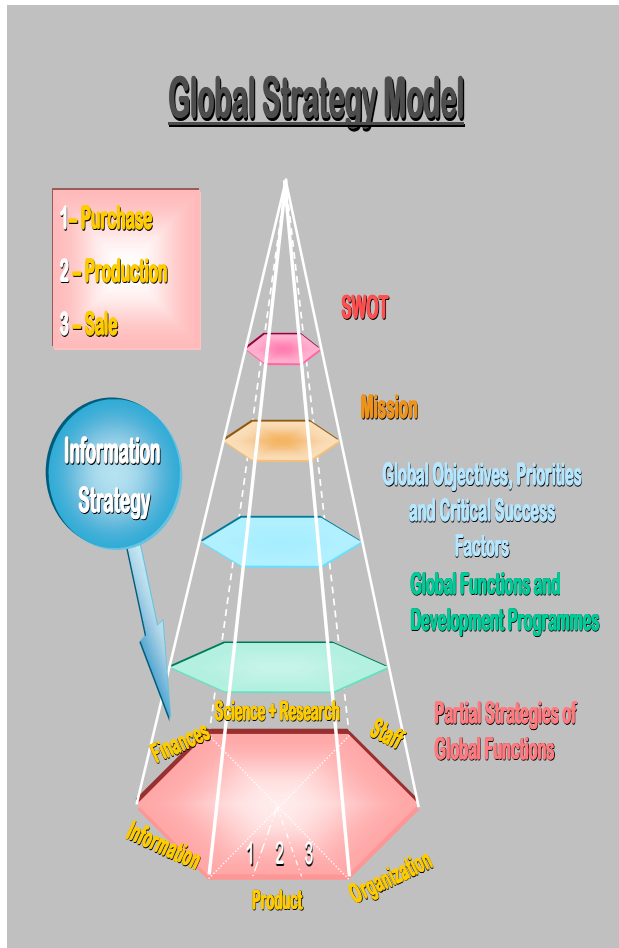 Global Strategy Model
1– Purchase
2 – Production
3 – Sale
SWOT
Mission
Information
Strategy
Global Objectives, Priorities
and Critical Success
Factors
Global Functions and
Development Programmes
Science + Research
Finances
Staff
Partial Strategies of
Global Functions
Information
1 2 3
Organization
Product